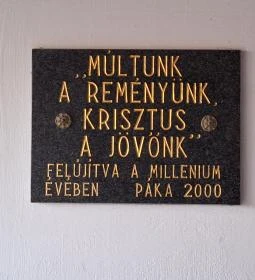 „MÚLTUNK
A REMÉNYÜNK,
KRISZTUS
A JÖVŐNK”
FELÚJÍTVA A MILLENIUM
ÉVÉBEN PÁKA 2000